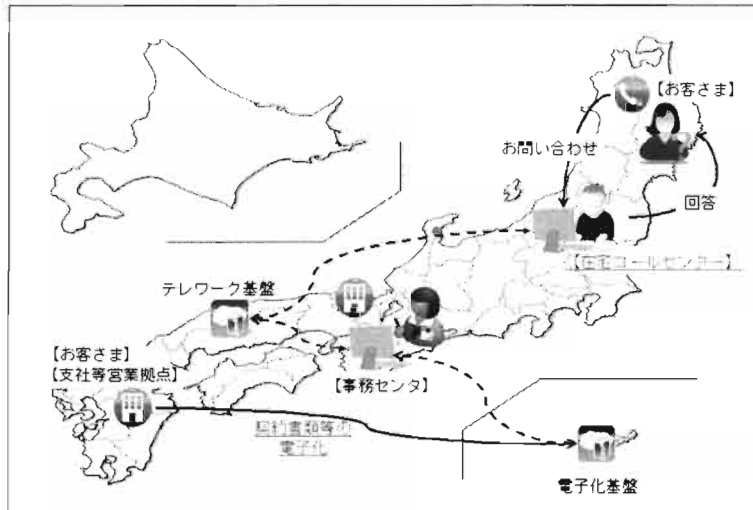 【お客さま】
お問い合わせ
回答
【在宅コールセンター】
テレワーク基盤
【お客さま】
【支社等営業拠点】
【事務センタ】
契約書類等の
電子化
電子化基盤